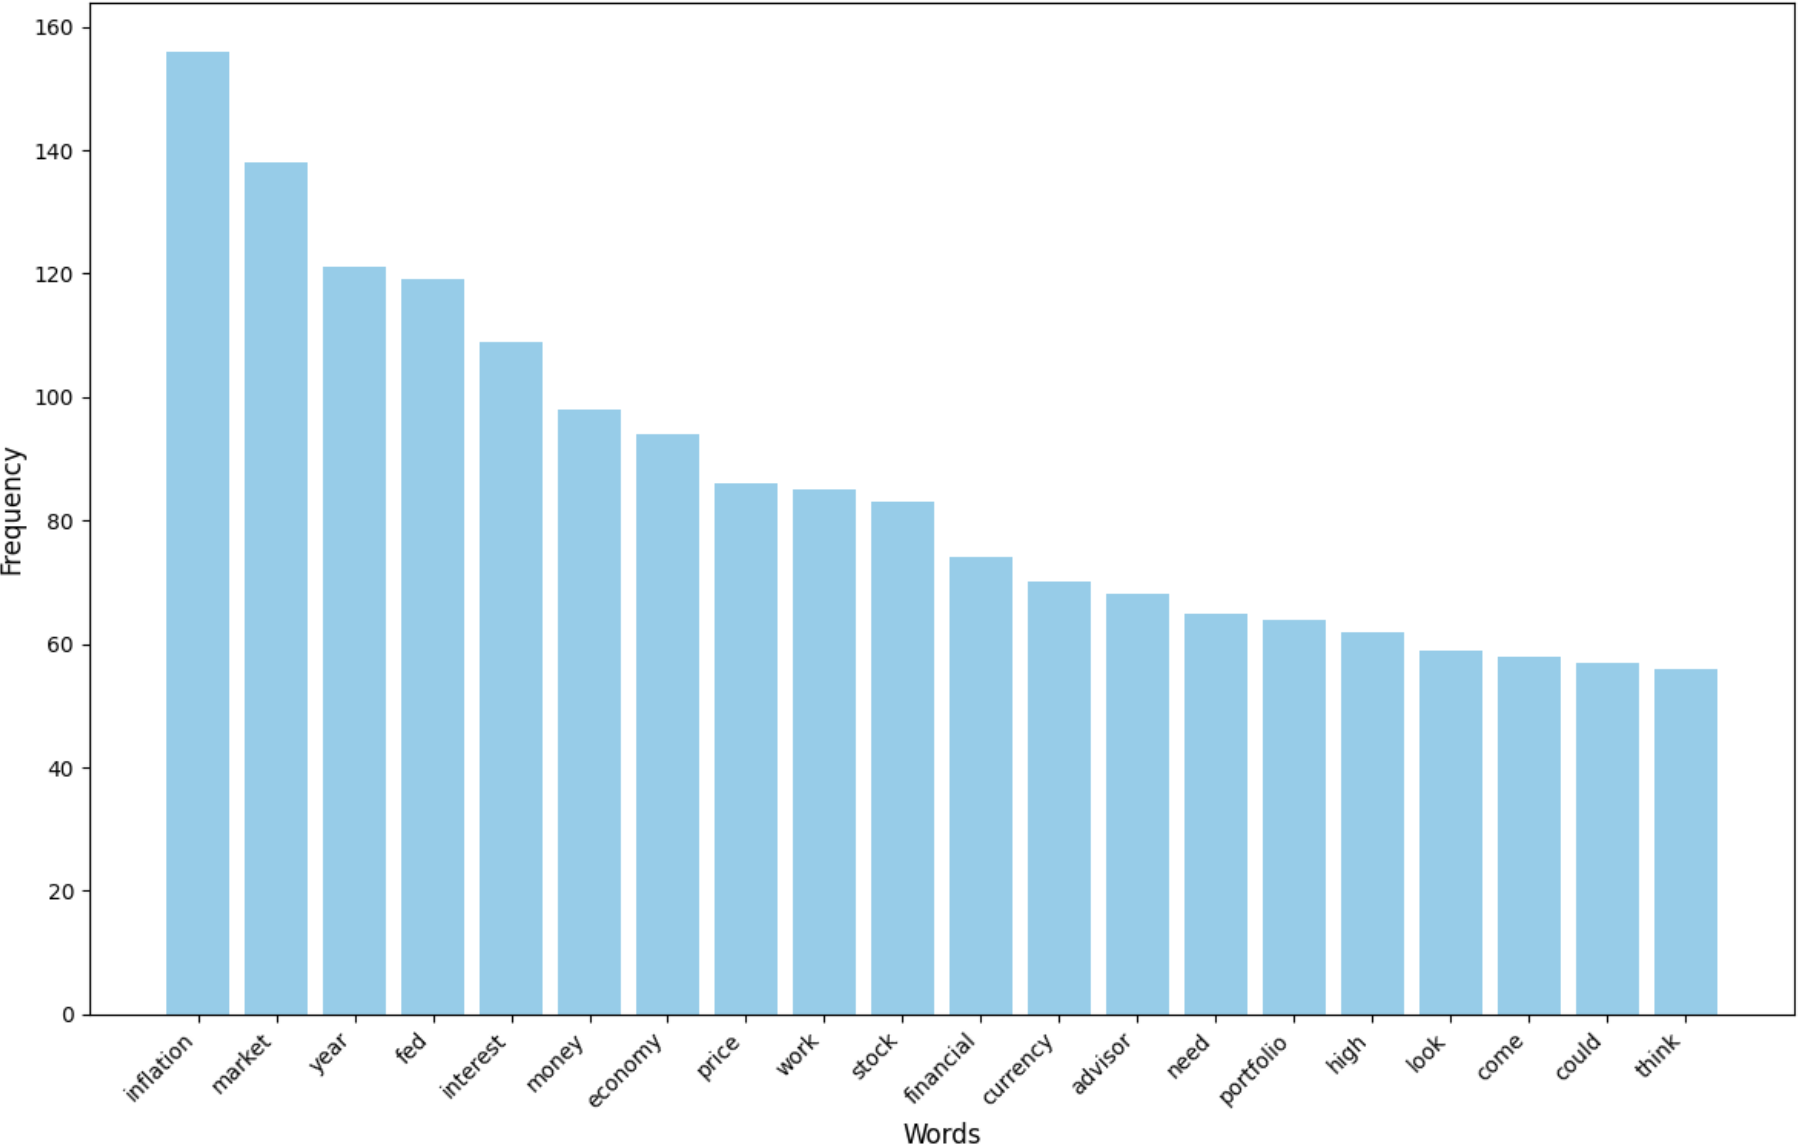 160
140
120
100
80
60
40
20
0
Frequency
inflation
market
year
fed
interest
money
economy
price
work
stock
financial
currency
advisor
need
portfolio
high
look
come
could
think
Words